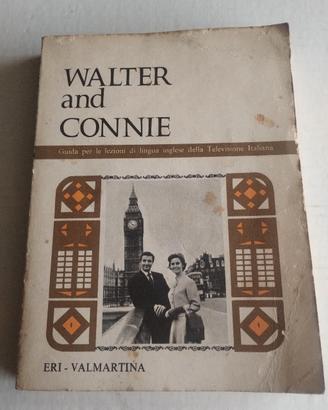 WALTER
and
CONNIE
Guida per le lezioni di lingua inglese della Televisione Italiana
ERI - VALMARTINA